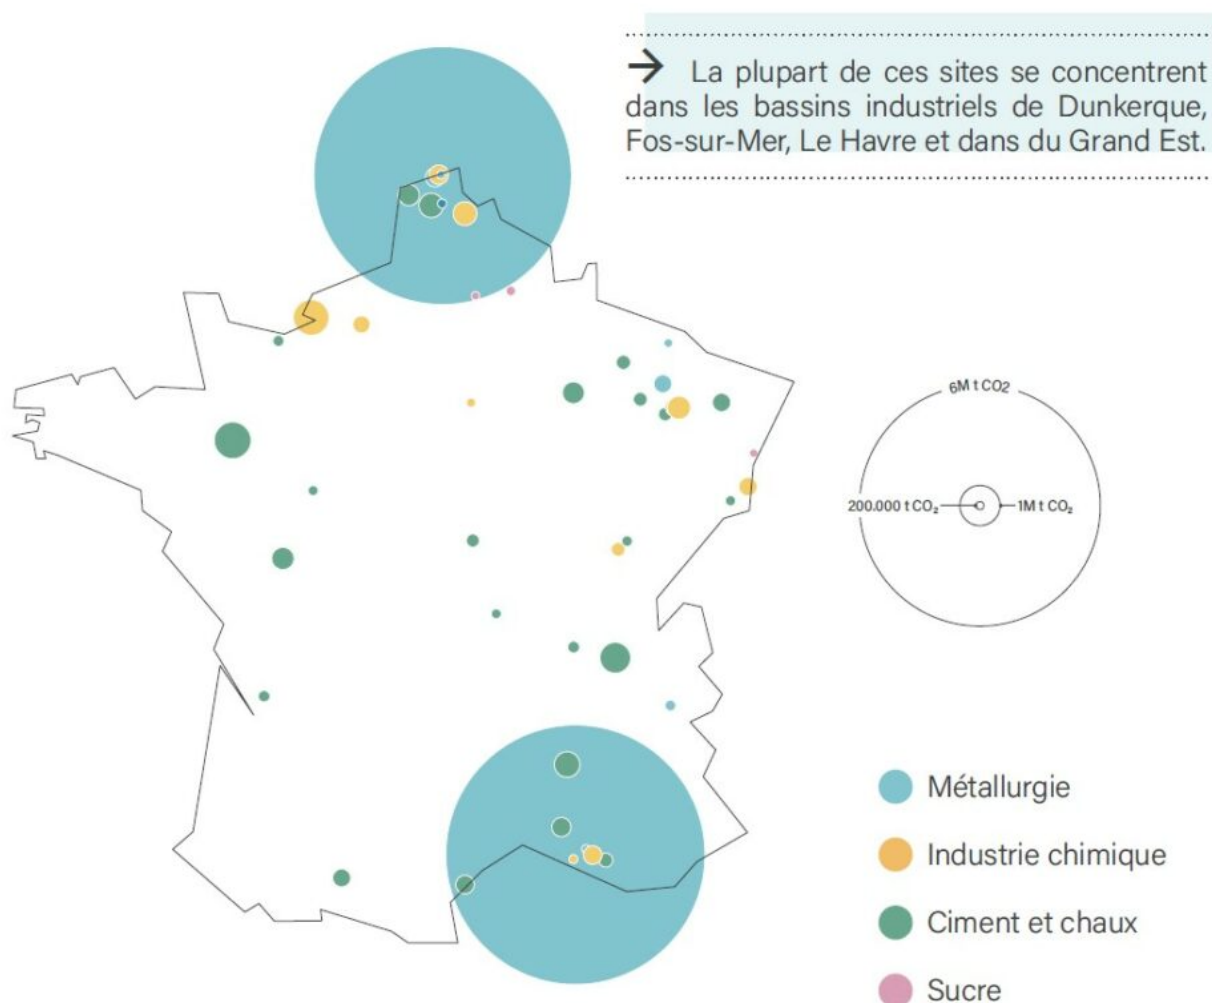 → La plupart de ces sites se concentrent
dans les bassins industriels de Dunkerque,
Fos-sur-Mer, Le Havre et dans du Grand Est.
6M t CO2
200.000 t CO₂
1M t CO₂
Métallurgie
Industrie chimique
Ciment et chaux
Sucre